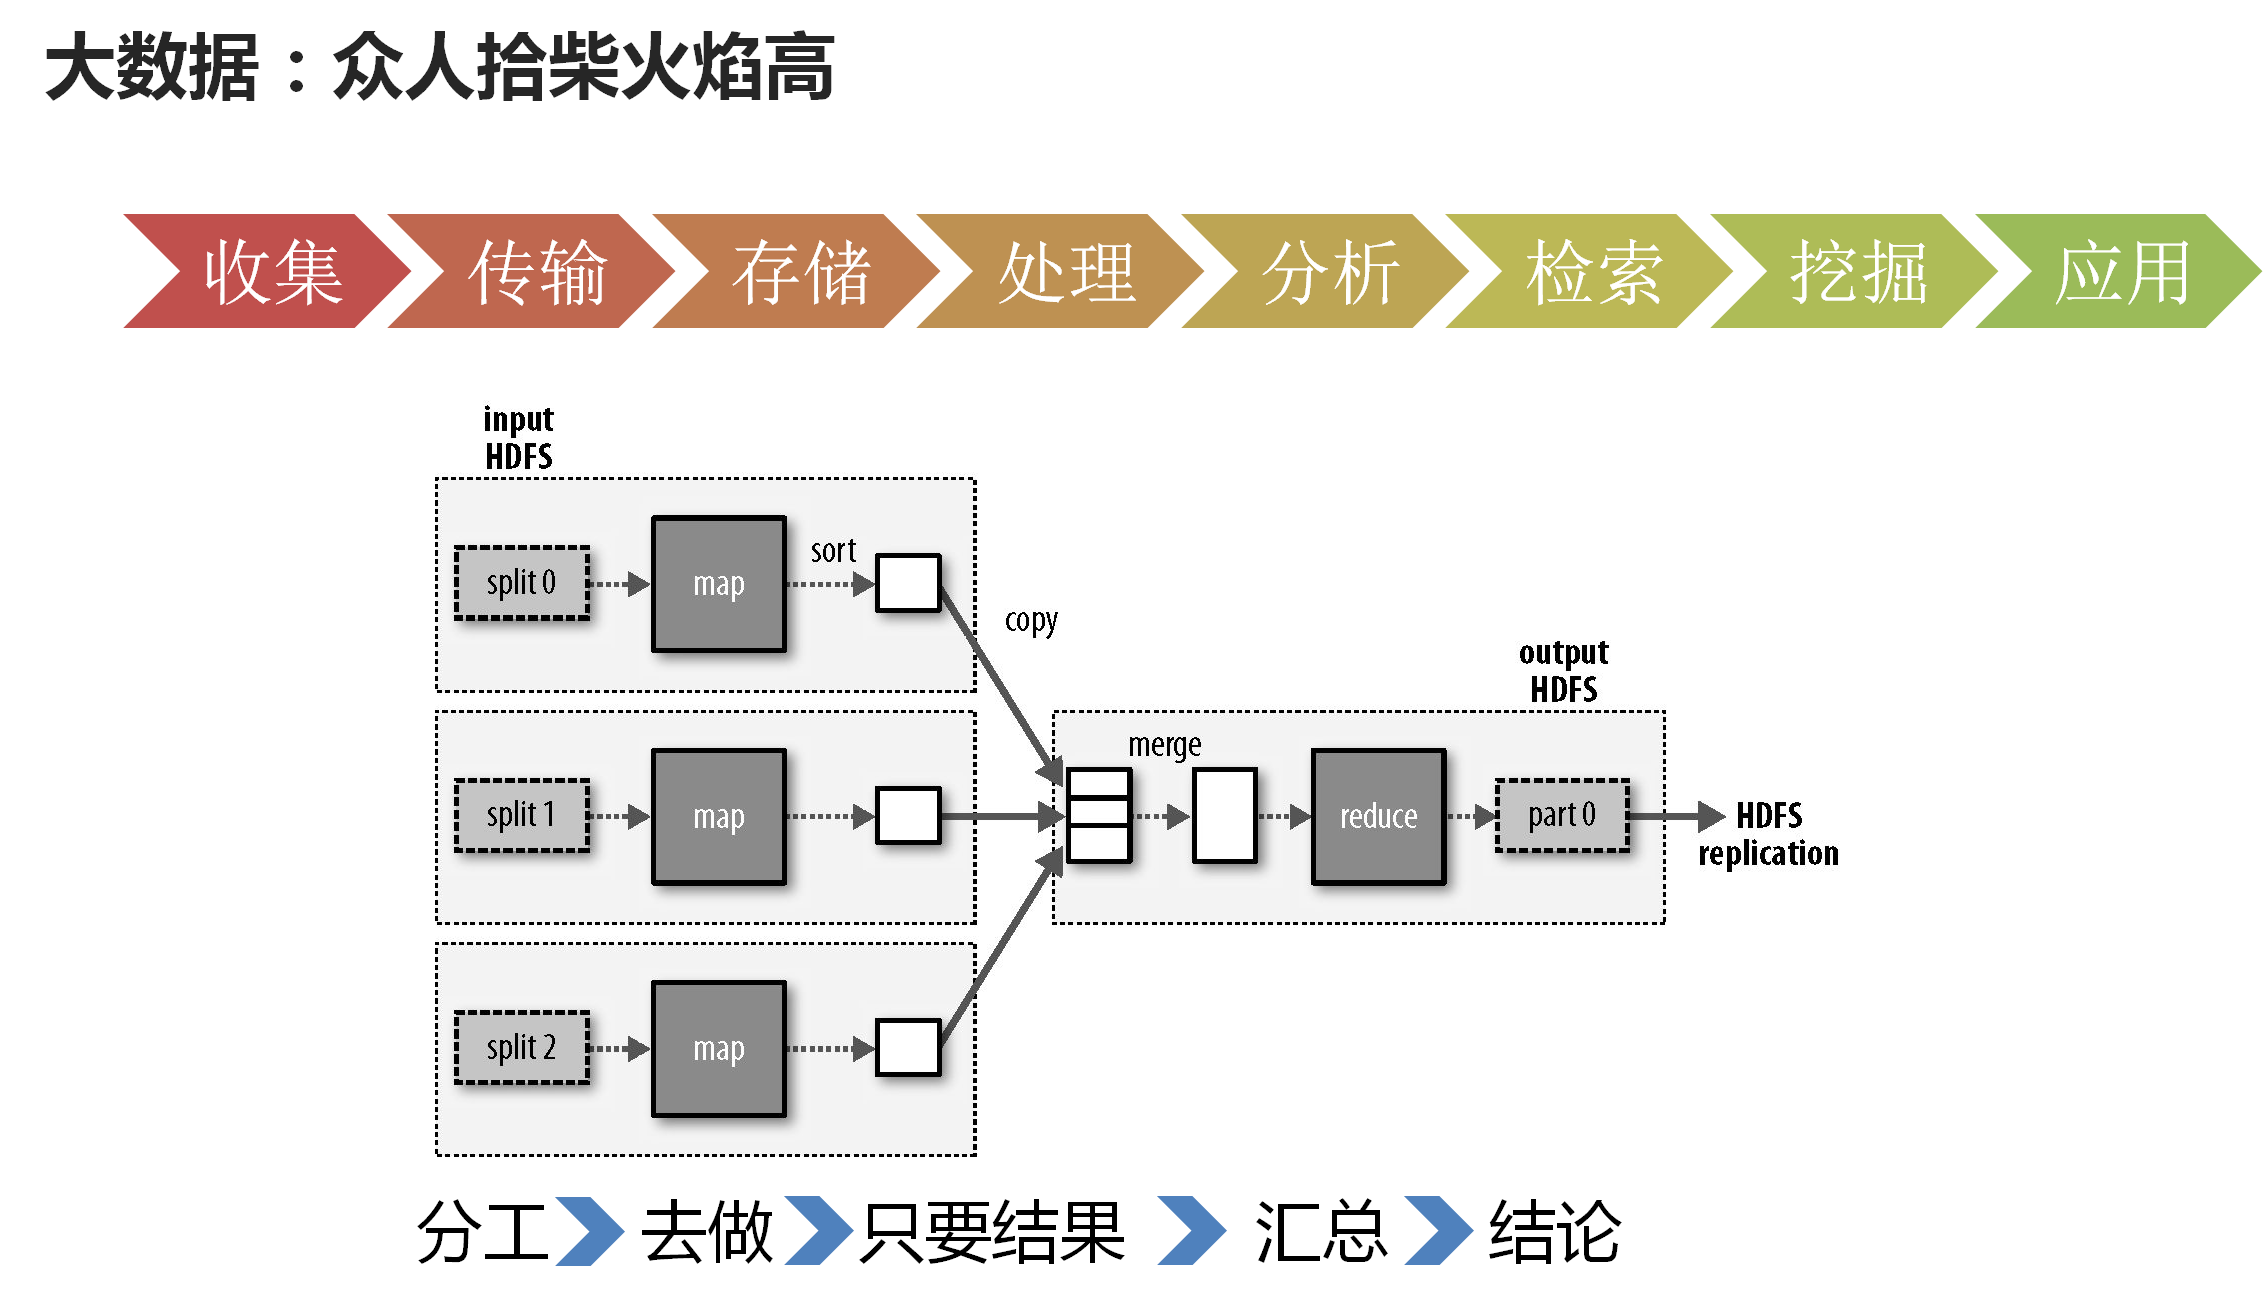 大数据：众人拾柴火焰高
收集 传输 存储 处理 分析 检索 挖掘 应用
input
HDFS
split 0
map
sort
copy
split 1
map
split 2
map
merge
output
HDFS
reduce
part 0
HDFS
replication
分工 去做 只要结果 汇总 结论